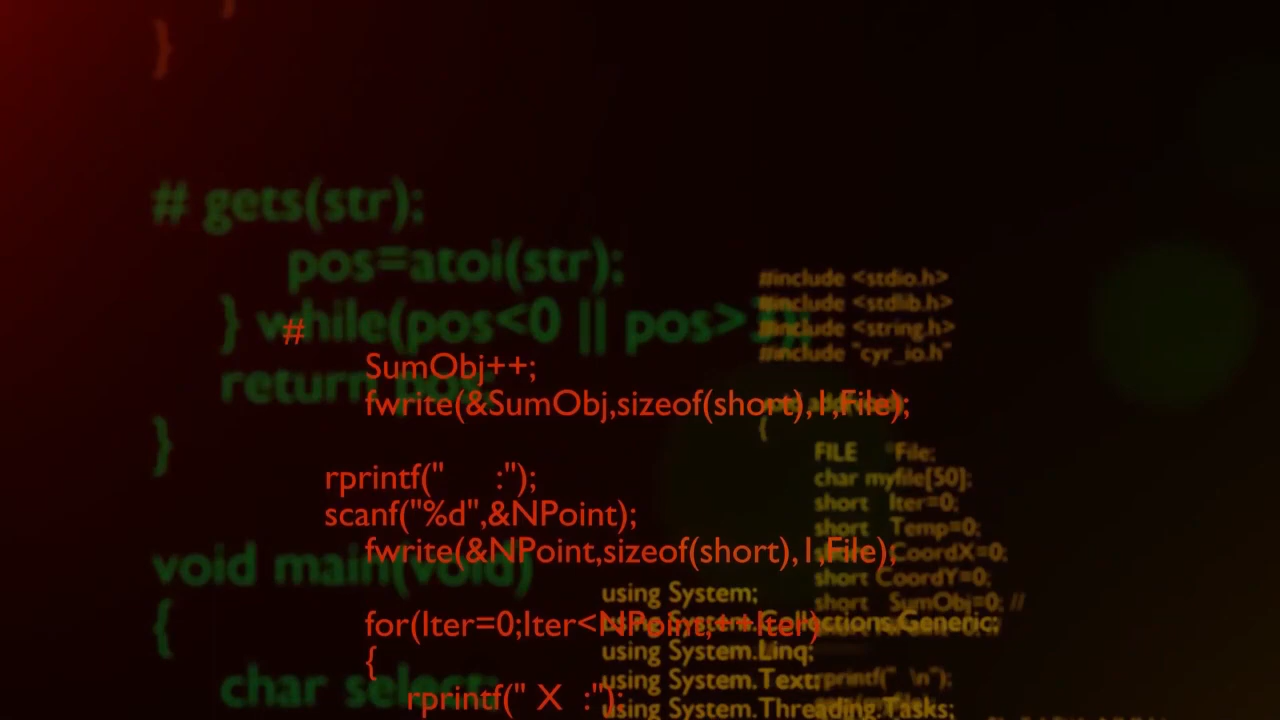 }
# gets(str);
pos=atoi(str);
} while(pos<0 || pos>
return pos;
}
void main(void)
{
char select;
#
SumObj++;
fwrite(&SumObj,sizeof(short),1,File);
rprintf("      :");
scanf("%d",&NPoint);
fwrite(&NPoint,sizeof(short),1,File);
for(Iter=0;Iter<NPoint;++Iter)
{
rprintf(" X  :");
#include <stdio.h>
#include <stdlib.h>
#include <string.h>
#include "cyr_io.h"
{
FILE    *File;
char myfile[50];
short   Iter=0;
short   Temp=0;
short CoordX=0;
short CoordY=0;
short   SumObj=0; //
rprintf("  \n");
using System;
using System.Collections.Generic;
using System.Linq;
using System.Text;
using System.Threading.Tasks;